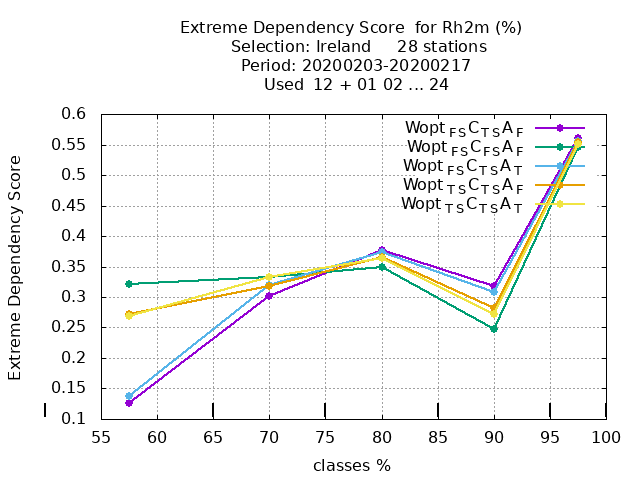 Extreme Dependency Score  for Rh2m (%)
Selection: Ireland     28 stations
Period: 20200203-20200217
Used  12 + 01 02 ... 24
Extreme Dependency Score
0.6
0.55
0.5
0.45
0.4
0.35
0.3
0.25
0.2
0.15
0.1
Wopt FS C TS A F
Wopt FS C FS A F
Wopt FS C TS A T
Wopt TS C TS A F
Wopt TS C TS A T
55 60 65 70 75 80 85 90 95 100
classes %